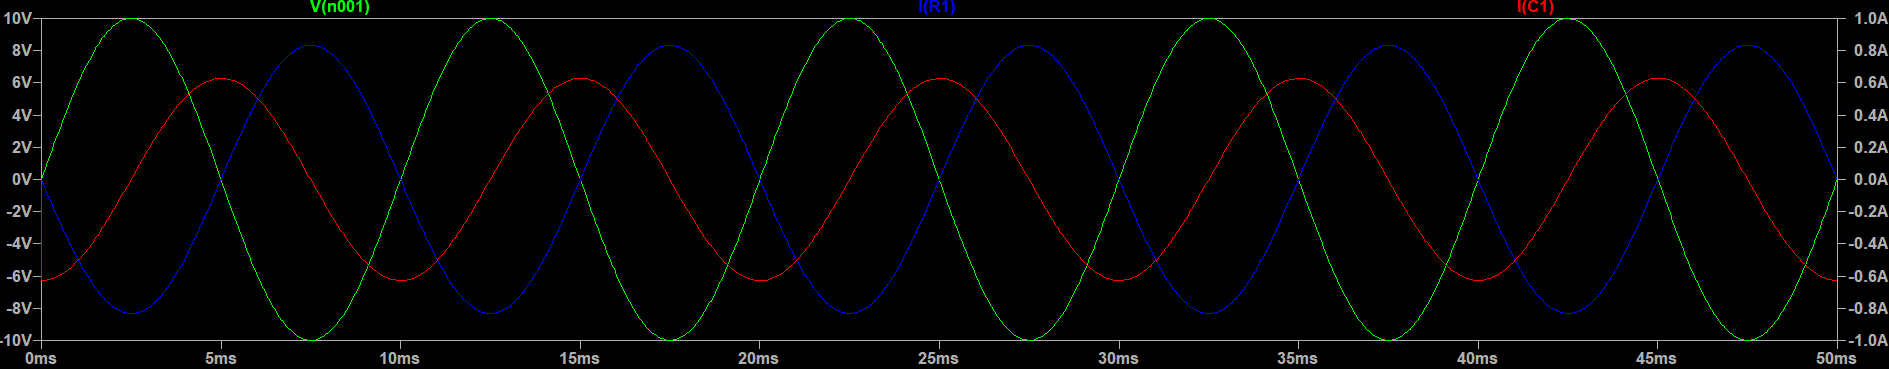 V(n001) I(R1) I(C1)
10V 1.0A
8V 0.8A
6V 0.6A
4V 0.4A
2V 0.2A
0V 0.0A
-2V -0.2A
-4V -0.4A
-6V -0.6A
-8V -0.8A
-10V -1.0A
0ms 5ms 10ms 15ms 20ms 25ms 30ms 35ms 40ms 45ms 50ms